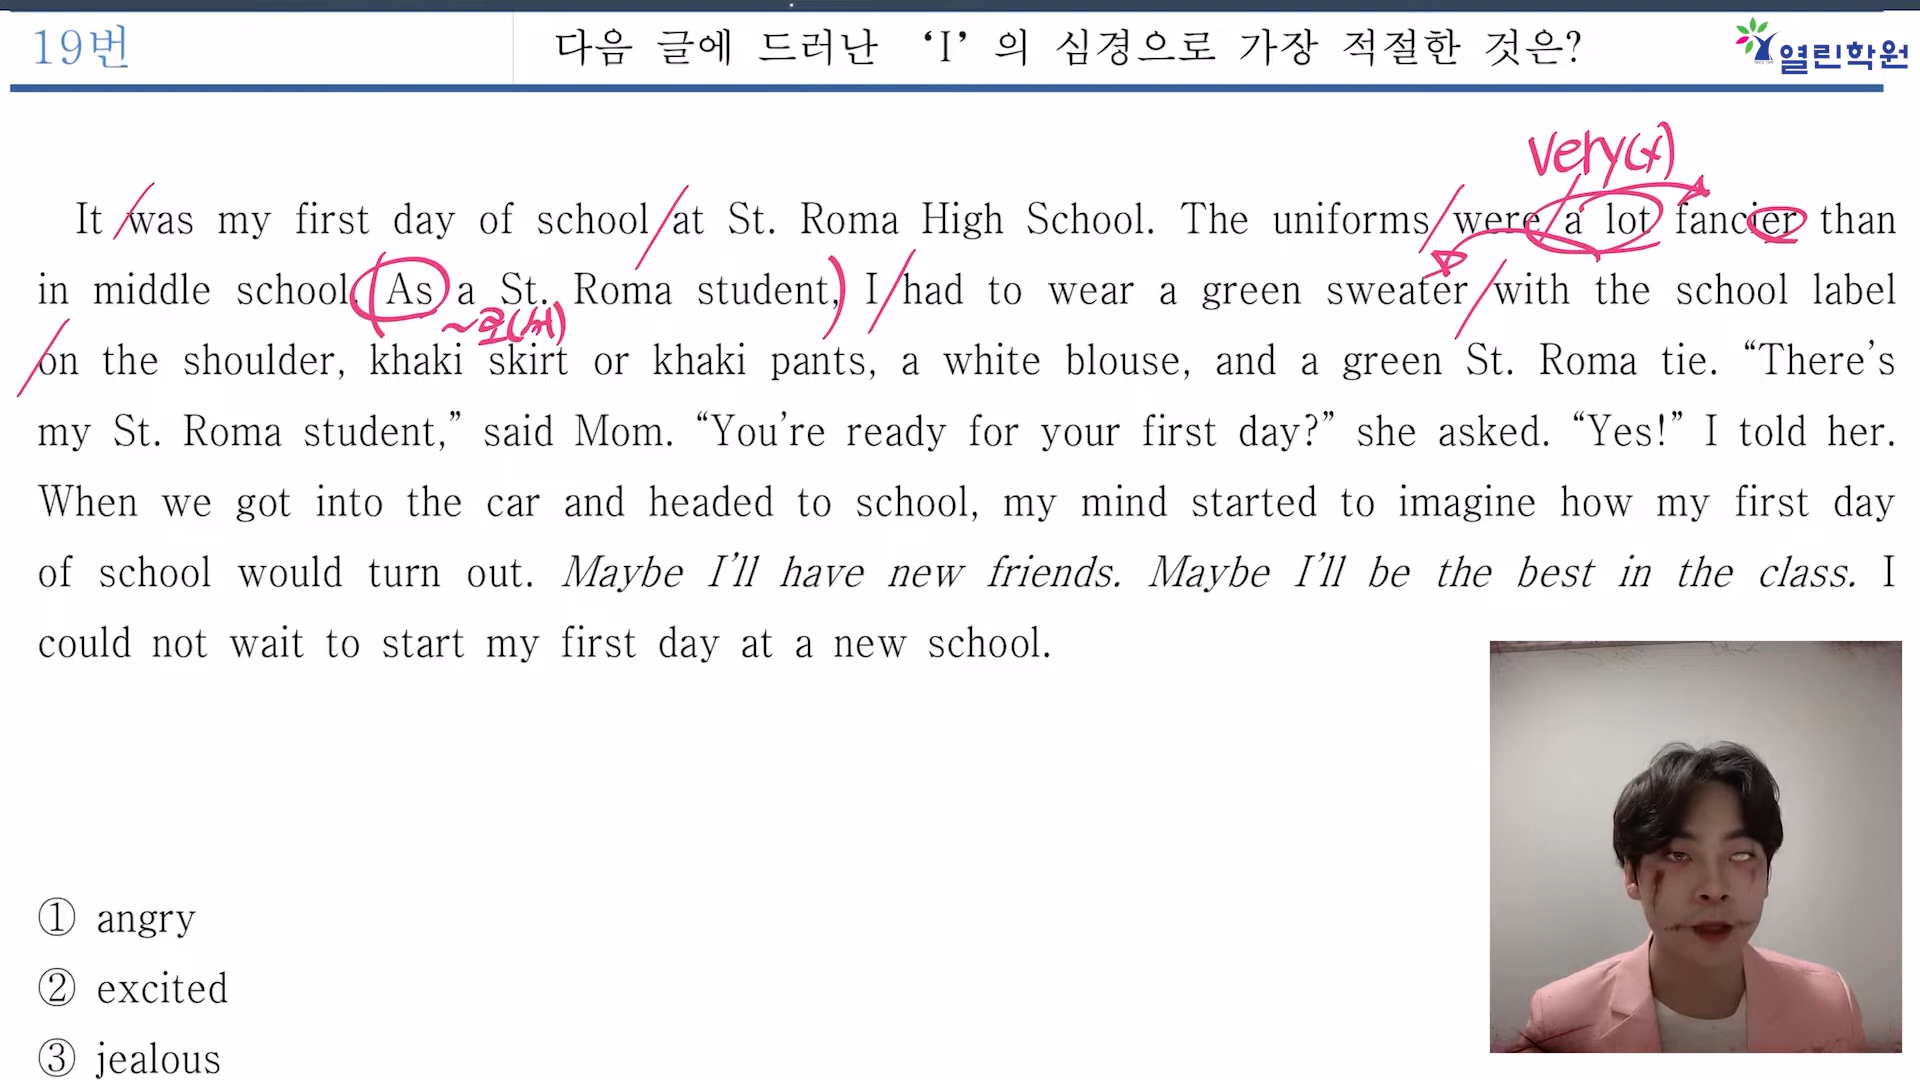 19번
다음 글에 드러난 ‘I’의 심경으로 가장 적절한 것은?
열린학원
very(x)
It was my first day of school at St. Roma High School. The uniforms were a lot fancier than
in middle school. As a St. Roma student, I had to wear a green sweater with the school label
~로(써)
on the shoulder, khaki skirt or khaki pants, a white blouse, and a green St. Roma tie. “There’s
my St. Roma student,” said Mom. “You’re ready for your first day?” she asked. “Yes!” I told her.
When we got into the car and headed to school, my mind started to imagine how my first day
of school would turn out. Maybe I’ll have new friends. Maybe I’ll be the best in the class. I
could not wait to start my first day at a new school.
① angry
② excited
③ jealous